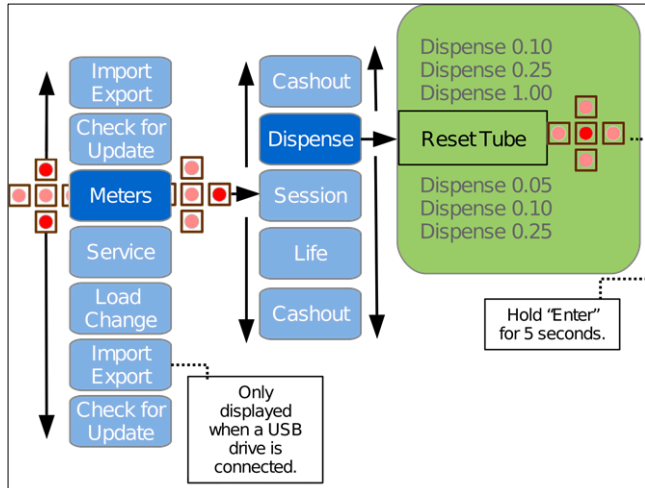 Import
Export
Check for
Update
Meters
Service
Load
Change
Import
Export
Check for
Update
Only
displayed
when a USB
drive is
connected.
Cashout
Dispense
Session
Life
Cashout
Dispense 0.10
Dispense 0.25
Dispense 1.00
Reset Tube
Dispense 0.05
Dispense 0.10
Dispense 0.25
Hold “Enter”
for 5 seconds.